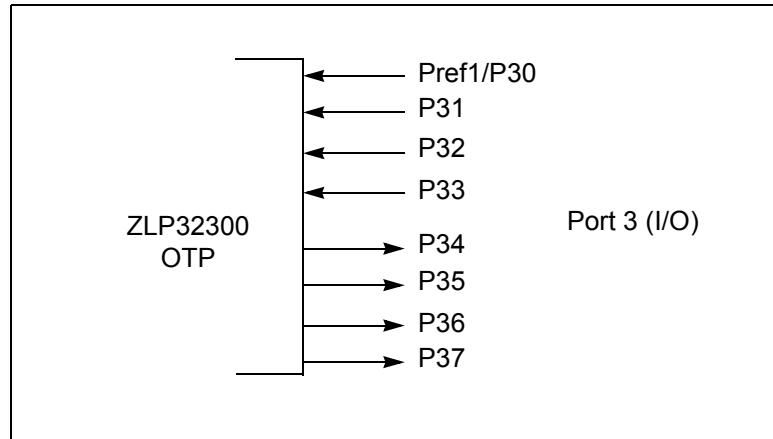 Pref1/P30
P31
P32
P33
ZLP32300
OTP
Port 3 (I/O)
P34
P35
P36
P37